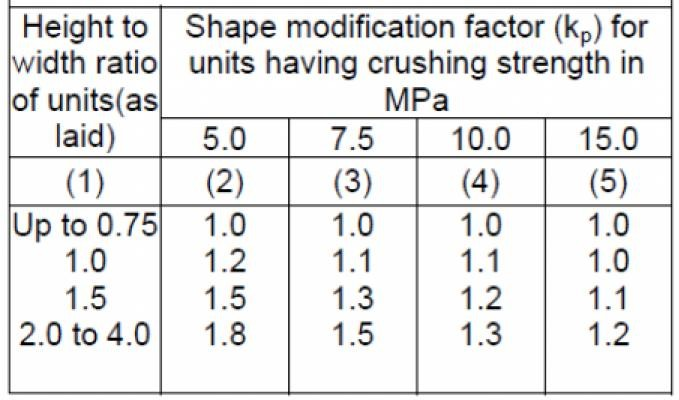 Height to
width ratio
of units(as
laid)
Shape modification factor (kₚ) for
units having crushing strength in
MPa
5.0 7.5 10.0 15.0
(1) (2) (3) (4) (5)
Up to 0.75 1.0 1.0 1.0 1.0
1.0 1.2 1.1 1.1 1.0
1.5 1.5 1.3 1.2 1.1
2.0 to 4.0 1.8 1.5 1.3 1.2